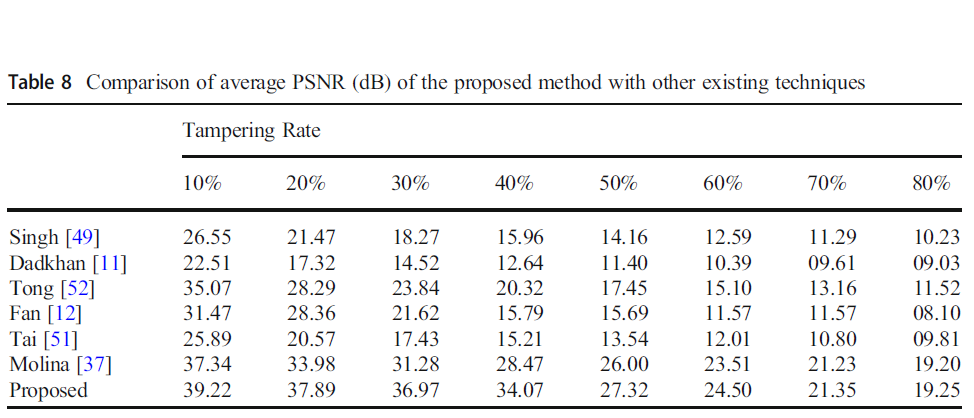 Table 8 Comparison of average PSNR (dB) of the proposed method with other existing techniques
Tampering Rate
10% 20% 30% 40% 50% 60% 70% 80%
Singh [49] 26.55 21.47 18.27 15.96 14.16 12.59 11.29 10.23
Dadkhan [11] 22.51 17.32 14.52 12.64 11.40 10.39 09.61 09.03
Tong [52] 35.07 28.29 23.84 20.32 17.45 15.10 13.16 11.52
Fan [12] 31.47 28.36 21.62 15.79 15.69 11.57 11.57 08.10
Tai [51] 25.89 20.57 17.43 15.21 13.54 12.01 10.80 09.81
Molina [37] 37.34 33.98 31.28 28.47 26.00 23.51 21.23 19.20
Proposed 39.22 37.89 36.97 34.07 27.32 24.50 21.35 19.25